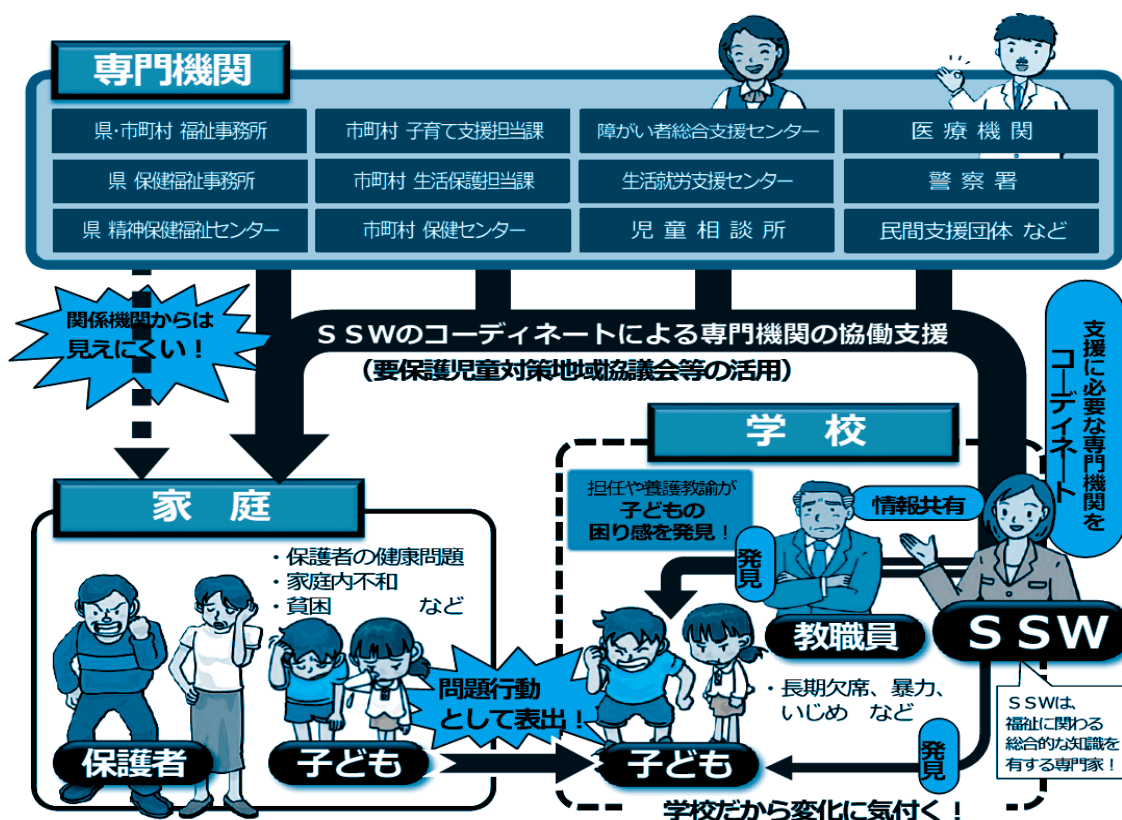 専門機関
県・市町村 福祉事務所
市町村 子育て支援担当課
障がい者総合支援センター
医 療 機 関
県 保健福祉事務所
市町村 生活保護担当課
生活就労支援センター
警 察 署
県 精神保健福祉センター
市町村 保健センター
児 童 相 談 所
民間支援団体 など
関係機関からは
見えにくい！
ＳＳＷのコーディネートによる専門機関の協働支援
（要保護児童対策地域協議会等の活用）
支援に必要な専門機関を
コーディネート
学 校
担任や養護教諭が
子どもの
困り感を発見！
情報共有
発見
教職員
ＳＳＷ
家 庭
・保護者の健康問題
・家庭内不和
・貧困 など
問題行動
として表出！
・長期欠席、暴力、
いじめ など
発見
ＳＳＷは、
福祉に関わる
総合的な知識を
有する専門家！
保護者
子ども
子ども
学校だから変化に気付く！